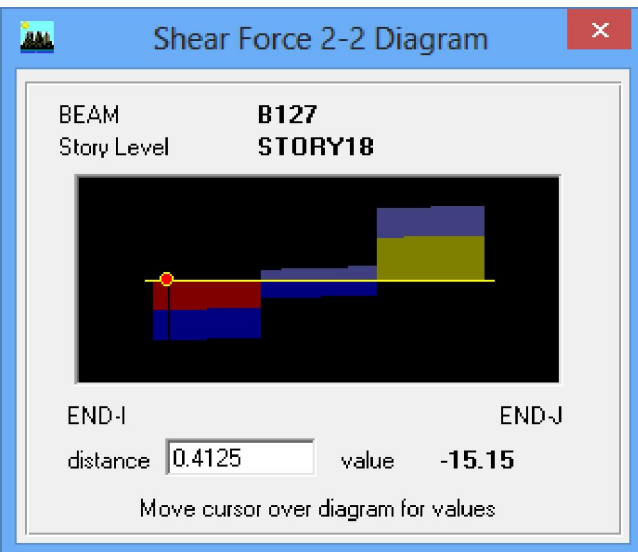 Shear Force 2-2 Diagram
BEAM B127
Story Level STORY18
END-I END-J
distance 0.4125 value -15.15
Move cursor over diagram for values